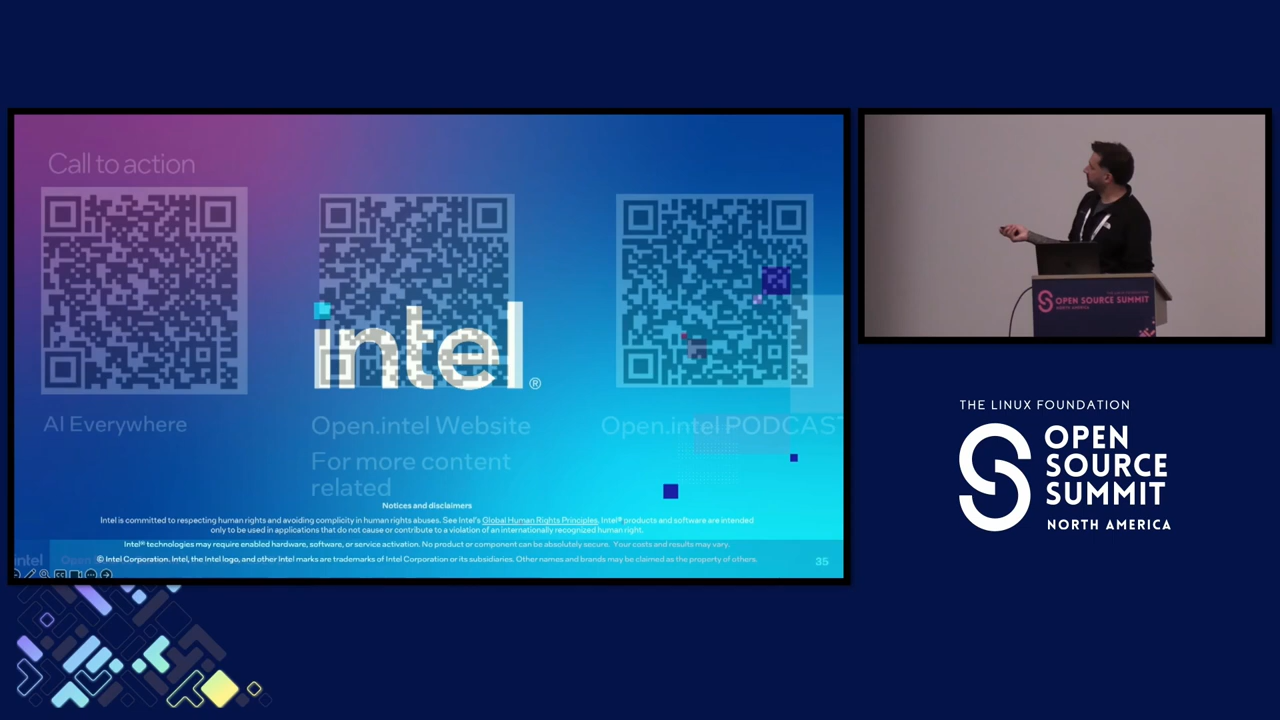 Call to action
intel®
AI Everywhere
Open.intel Website
Open.intel PODCAST
For more content
related
Notices and disclaimers
Intel is committed to respecting human rights and avoiding complicity in human rights abuses. See Intel's Global Human Rights Principles. Intel® products and software are intended
only to be used in applications that do not cause or contribute to a violation of an internationally recognized human right.
Intel® technologies may require enabled hardware, software, or service activation. No product or component can be absolutely secure. Your costs and results may vary.
© Intel Corporation. Intel, the Intel logo, and other Intel marks are trademarks of Intel Corporation or its subsidiaries. Other names and brands may be claimed as the property of others.
intel
35
THE LINUX FOUNDATION
OPEN SOURCE SUMMIT
NORTH AMERICA
THE LINUX FOUNDATION
OPEN
SOURCE
SUMMIT
NORTH AMERICA